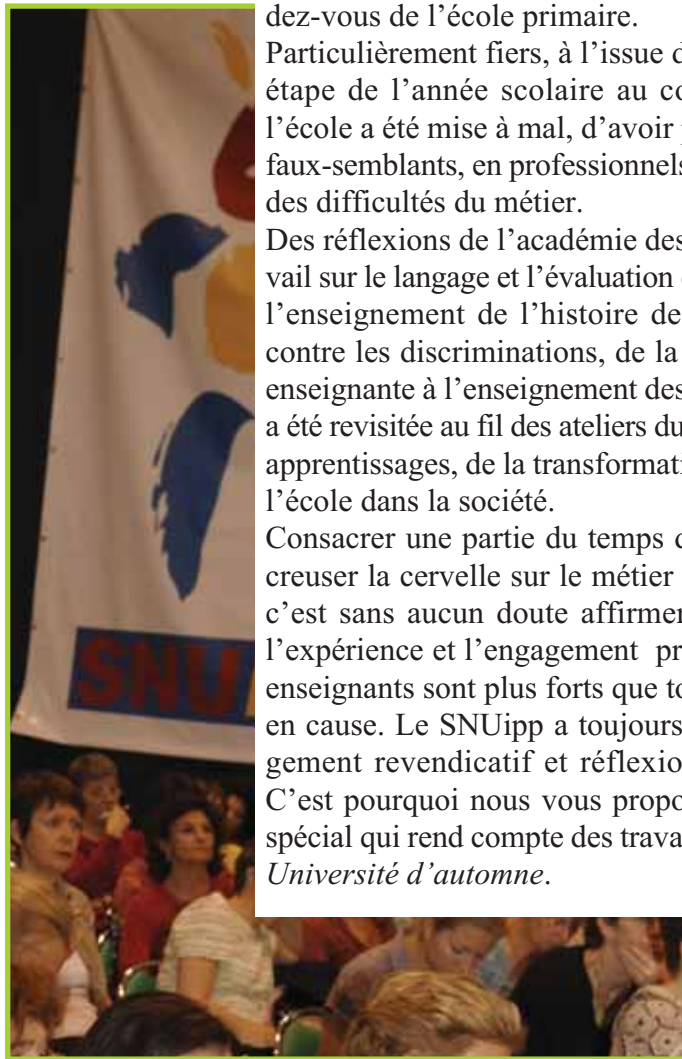 dez-vous de l’école primaire.
Particulièrement fiers, à l’issue d
étape de l’année scolaire au co
l’école a été mise à mal, d’avoir p
faux-semblants, en professionnels
des difficultés du métier.
Des réflexions de l’académie des
vail sur le langage et l’évaluation
l’enseignement de l’histoire de
contre les discriminations, de la
enseignante à l’enseignement des
a été revisitée au fil des ateliers du
apprentissages, de la transformati
l’école dans la société.
Consacrer une partie du temps d
creuser la cervelle sur le métier
c’est sans aucun doute affirmer
l’expérience et l’engagement pr
enseignants sont plus forts que to
en cause. Le SNUipp a toujours
gement revendicatif et réflexio
C’est pourquoi nous vous propo
spécial qui rend compte des trava
Université d’automne.
SNU